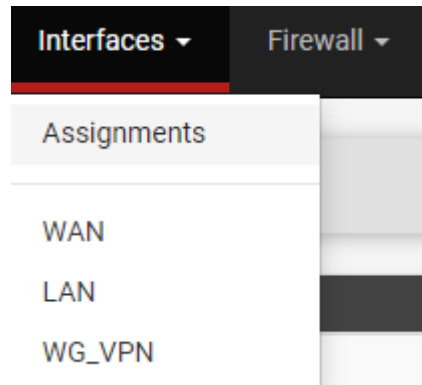 Interfaces Firewall
Assignments
WAN
LAN
WG_VPN